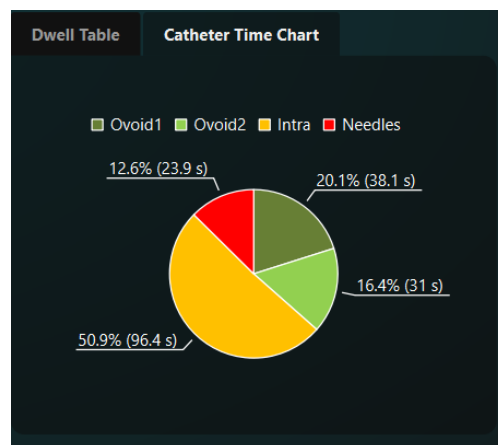 Dwell Table
Catheter Time Chart
Ovoid1 Ovoid2 Intra Needles
12.6% (23.9 s)
20.1% (38.1 s)
16.4% (31 s)
50.9% (96.4 s)